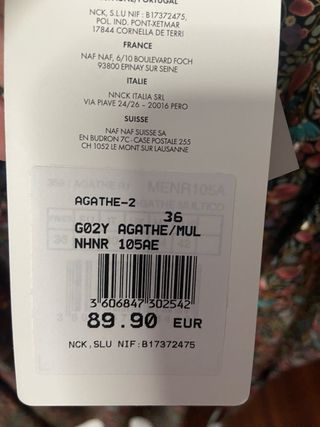 NCK, SLU NIF : B17372475,
POL. IND. PONT-XETMAR
17844 CORNELLA DE TERRI
FRANCE
NAF NAF, 6/10 BOULEVARD FOCH
93800 EPINAY SUR SEINE
ITALIE
NNCK ITALIA SRL
VIA PIAVE 24/26 – 20016 PERO
SUISSE
NAF NAF SUISSE SA
EN BUDRON 7C - CASE POSTALE 255
CH 1052 LE MONT SUR LAUSANNE
AGATHE-2
36
G02Y AGATHE/MUL
NHNR 105AE
3 606847 302542
89.90 EUR
NCK,SLU NIF:B17372475